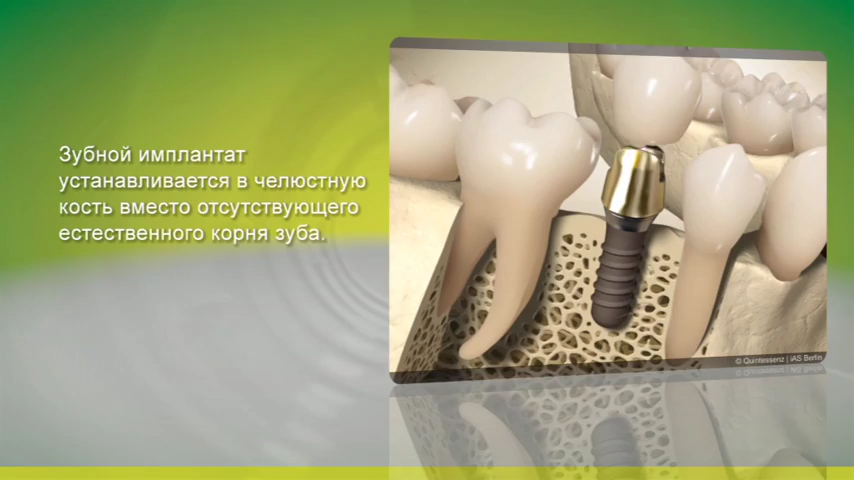 Зубной имплантат
устанавливается в челюстную
кость вместо отсутствующего
естественного корня зуба.
© Quintessenz | iAS Berlin